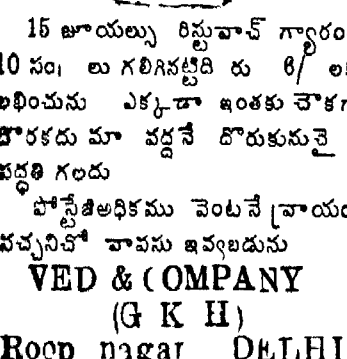 15 జూయల్సు రిస్టువాచ్ గ్యారం
10 సం। లు గలిగినట్టిది రు 6/ ల
లభించును ఎక్కడా ఇంతకు చౌకగ
దొరకదు మా వద్దనే దొరుకునుచై
పద్ధతి గలదు
పోస్టేజిఅధికము వెంటనే వ్రాయం
వచ్చనిచో వాపసు ఇవ్వబడును
VED & COMPANY
(G K H)
Roop nagar DELHI